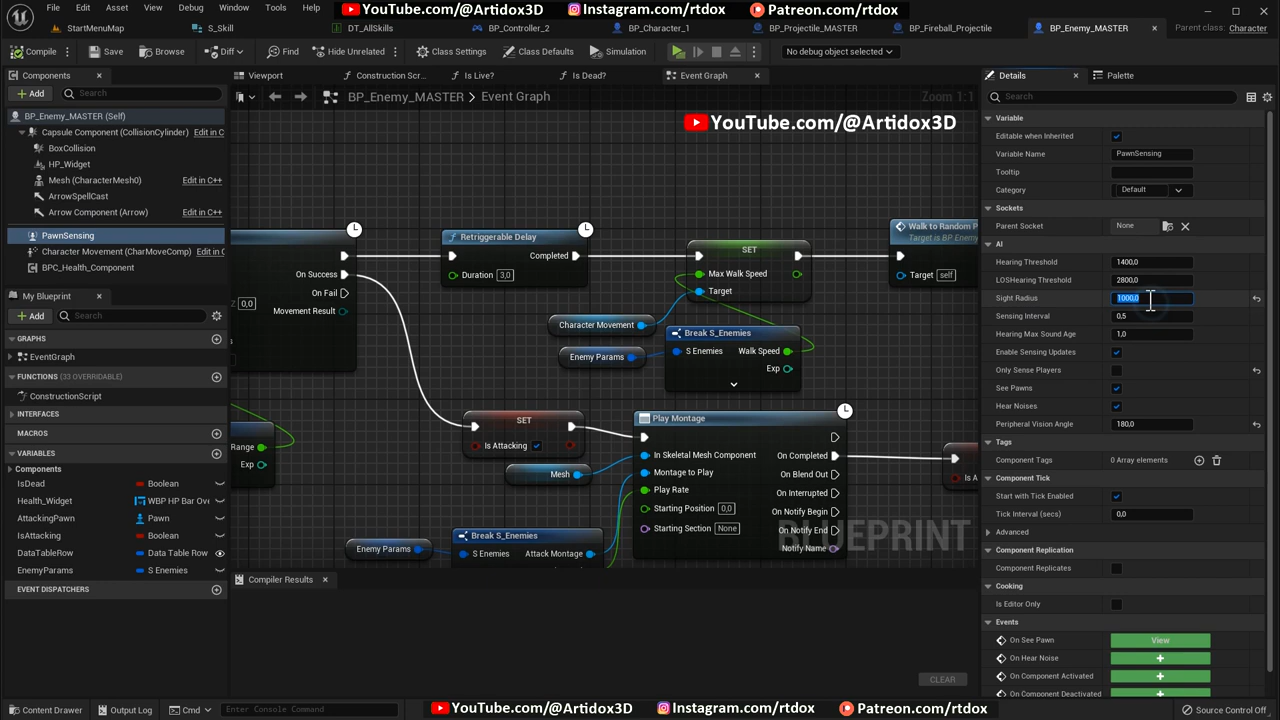 File Edit Asset View Debug Window Tools Help YouTube.com/@Artidox3D Instagram.com/rtdox Patreon.com/rtdox
StartMenuMap S_Skill DT_AllSkills BP_Controller_2 BP_Character_1 BP_Projectile_MASTER BP_Fireball_Projectile BP_Enemy_MASTER Parent class: Character
Compile Save Browse Diff Find Hide Unrelated Class Settings Class Defaults Simulation No debug object selected
Components Viewport Construction Scr... Is Live? Is Dead? Event Graph Details Palette
Add Search
BP_Enemy_MASTER > Event Graph Zoom 1:1
YouTube.com/@Artidox3D
BP_Enemy_MASTER (Self)
Capsule Component (CollisionCylinder) Edit in C
BoxCollision
HP_Widget
Mesh (CharacterMesh0) Edit in C++
ArrowSpellCast
Arrow Component (Arrow) Edit in C++
PawnSensing
Character Movement (CharMoveComp) Edit in C++
BPC_Health_Component
My Blueprint
Add Search
GRAPHS
EventGraph
FUNCTIONS (33 OVERRIDABLE)
ConstructionScript
INTERFACES
MACROS
VARIABLES
Components
IsDead Boolean
Health_Widget WBP HP Bar Ov
AttackingPawn Pawn
IsAttacking Boolean
DataTableRow Data Table Row
EnemyParams S Enemies
EVENT DISPATCHERS
On Success
On Fail
Movement Result
Z 0,0
Range
Exp
Retriggerable Delay
Completed
Duration 3,0
SET
Max Walk Speed
Target
Character Movement
Enemy Params
Break S_Enemies
S Enemies Walk Speed
Exp
Walk to Random P
Target is BP Enem
Target self
SET
Is Attacking
Mesh
Play Montage
In Skeletal Mesh Component On Completed
Montage to Play On Blend Out
Play Rate On Interrupted
Starting Position 0,0 On Notify Begin
Starting Section None On Notify End
Notify Name
Is A
Enemy Params
Break S_Enemies
S Enemies Attack Montage
BLUEPRINT
Compiler Results
CLEAR
Search
Variable
Editable when Inherited
Variable Name PawnSensing
Tooltip
Category Default
Sockets
Parent Socket None
AI
Hearing Threshold 1400,0
LOSHearing Threshold 2800,0
Sight Radius 1000,0
Sensing Interval 0,5
Hearing Max Sound Age 1,0
Enable Sensing Updates
Only Sense Players
See Pawns
Hear Noises
Peripheral Vision Angle 180,0
Tags
Component Tags 0 Array elements
Component Tick
Start with Tick Enabled
Tick Interval (secs) 0,0
Advanced
Component Replication
Component Replicates
Cooking
Is Editor Only
Events
On See Pawn View
On Hear Noise
On Component Activated
On Component Deactivated
Content Drawer Output Log Cmd Enter Console Command YouTube.com/@Artidox3D Instagram.com/rtdox Patreon.com/rtdox Source Control Off